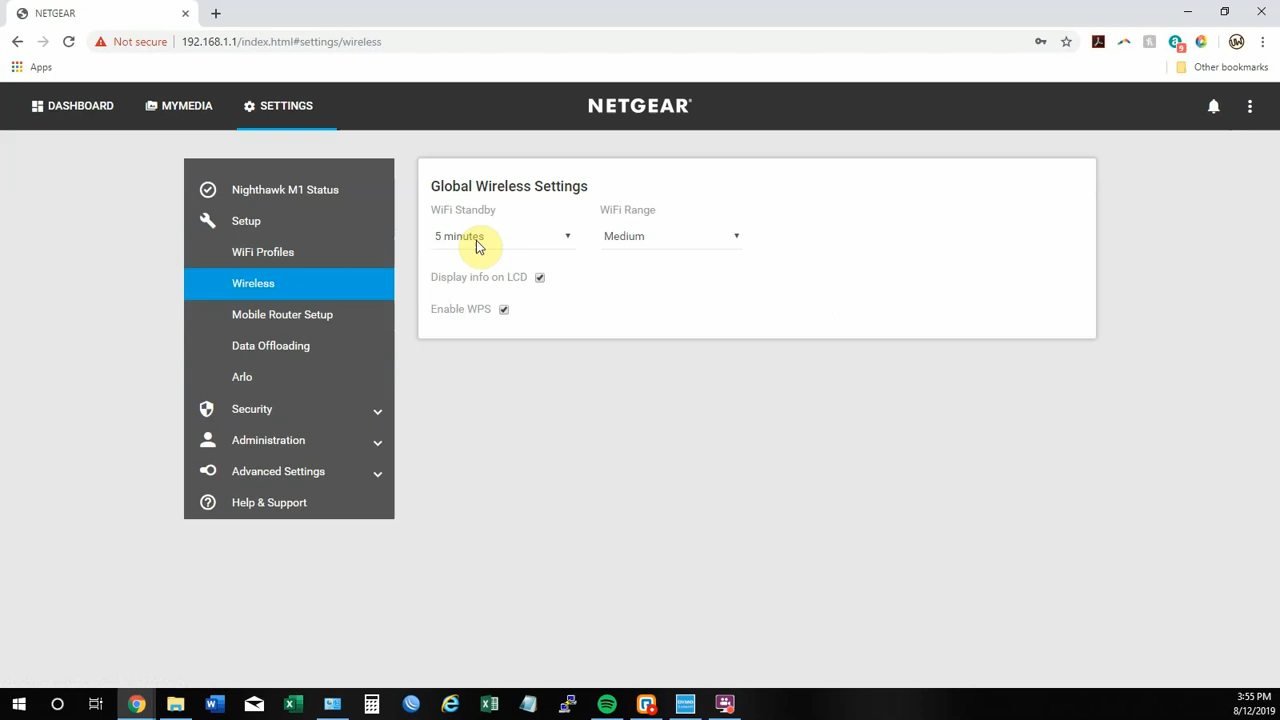 NETGEAR
Not secure
192.168.1.1/index.html#settings/wireless
9
UW
Apps
Other bookmarks
DASHBOARD
MYMEDIA
SETTINGS
NETGEAR®
Nighthawk M1 Status
Setup
WiFi Profiles
Wireless
Mobile Router Setup
Data Offloading
Arlo
Security
Administration
Advanced Settings
Help & Support
Global Wireless Settings
WiFi Standby
WiFi Range
5 minutes
Medium
Display info on LCD
Enable WPS
3:55 PM
8/12/2019